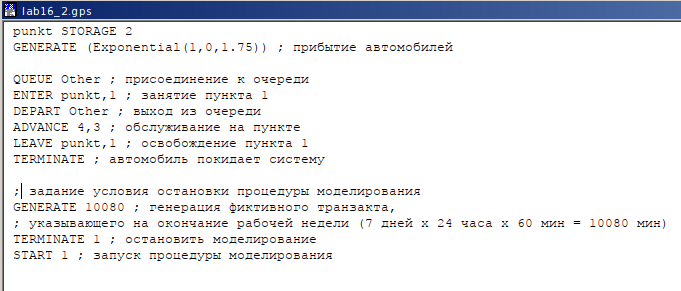 lab16_2.gps
punkt STORAGE 2
GENERATE (Exponential(1,0,1.75)) ; прибытие автомобилей
QUEUE Other ; присоединение к очереди
ENTER punkt,1 ; занятие пункта 1
DEPART Other ; выход из очереди
ADVANCE 4,3 ; обслуживание на пункте
LEAVE punkt,1 ; освобождение пункта 1
TERMINATE ; автомобиль покидает систему
; задание условия остановки процедуры моделирования
GENERATE 10080 ; генерация фиктивного транзакта,
; указывающего на окончание рабочей недели (7 дней x 24 часа x 60 мин = 10080 мин)
TERMINATE 1 ; остановить моделирование
START 1 ; запуск процедуры моделирования